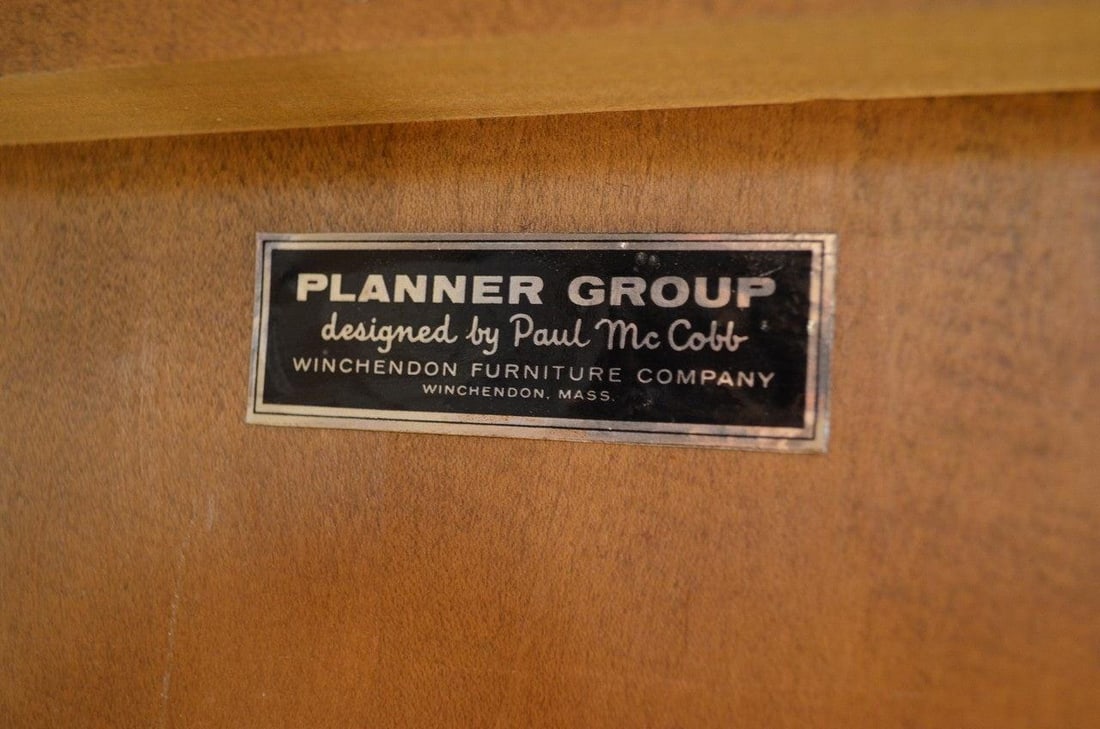 PLANNER GROUP
designed by Paul McCobb
WINCHENDON FURNITURE COMPANY
WINCHENDON, MASS.